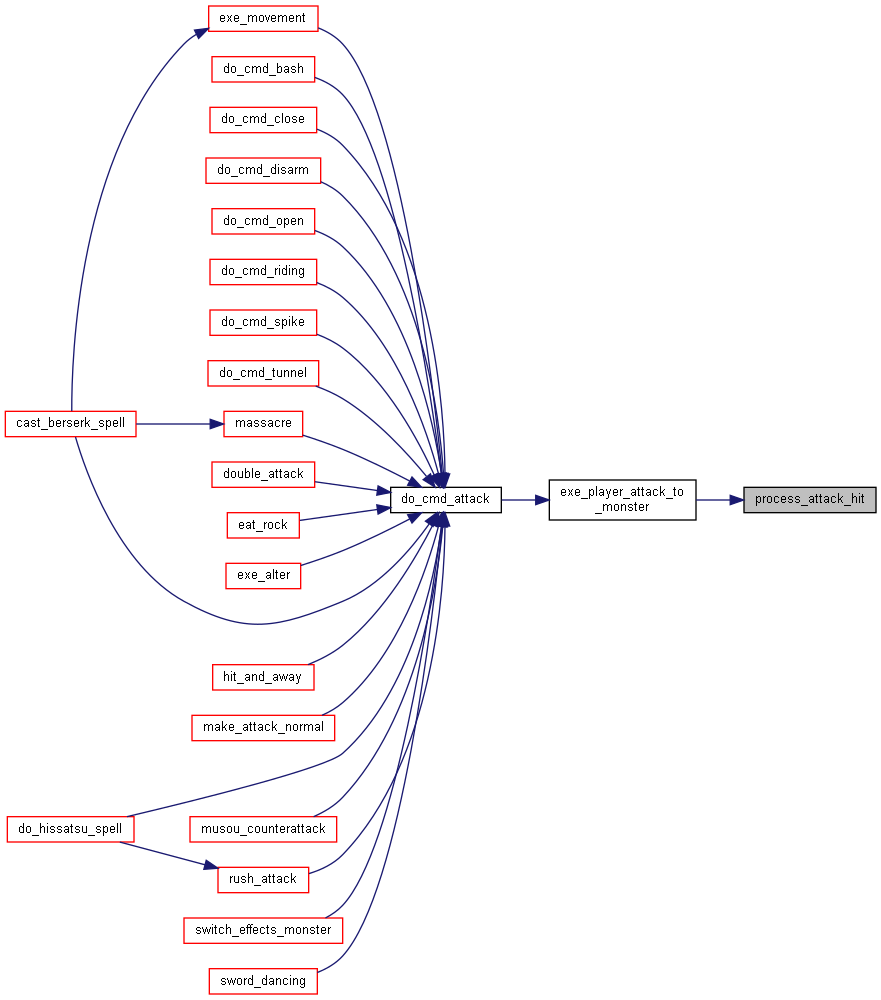 exe_movement
do_cmd_bash
do_cmd_close
do_cmd_disarm
do_cmd_open
do_cmd_riding
do_cmd_spike
do_cmd_tunnel
cast_berserk_spell
massacre
double_attack
do_cmd_attack
exe_player_attack_to
_monster
process_attack_hit
eat_rock
exe_alter
hit_and_away
make_attack_normal
do_hissatsu_spell
musou_counterattack
rush_attack
switch_effects_monster
sword_dancing